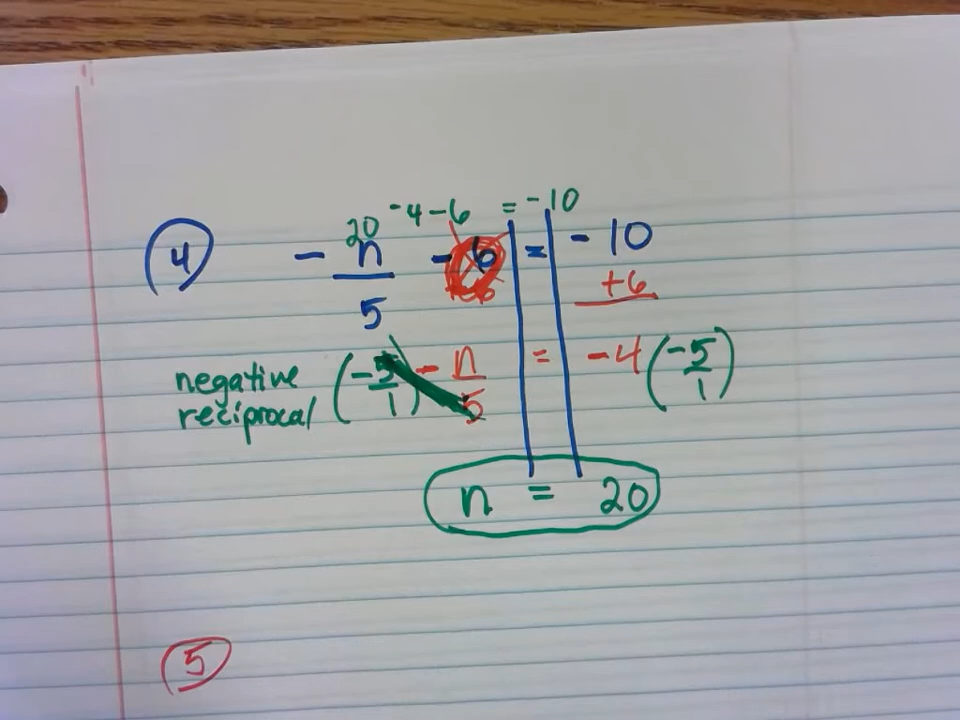 20 -4 - 6 = -10
4 - n/5 - 6 = - 10
+6 +6
negative reciprocal (-5/1) - n/5 = -4 (-5/1)
n = 20
5